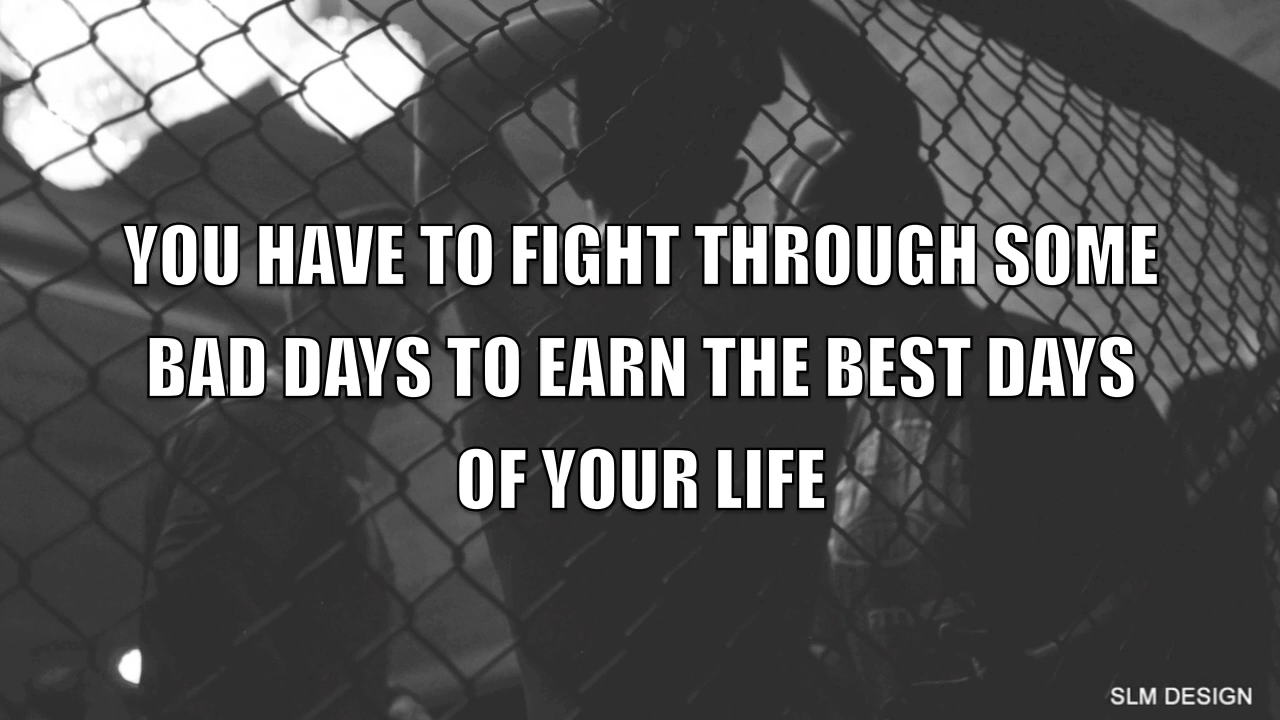 YOU HAVE TO FIGHT THROUGH SOME
BAD DAYS TO EARN THE BEST DAYS
OF YOUR LIFE
SLM DESIGN